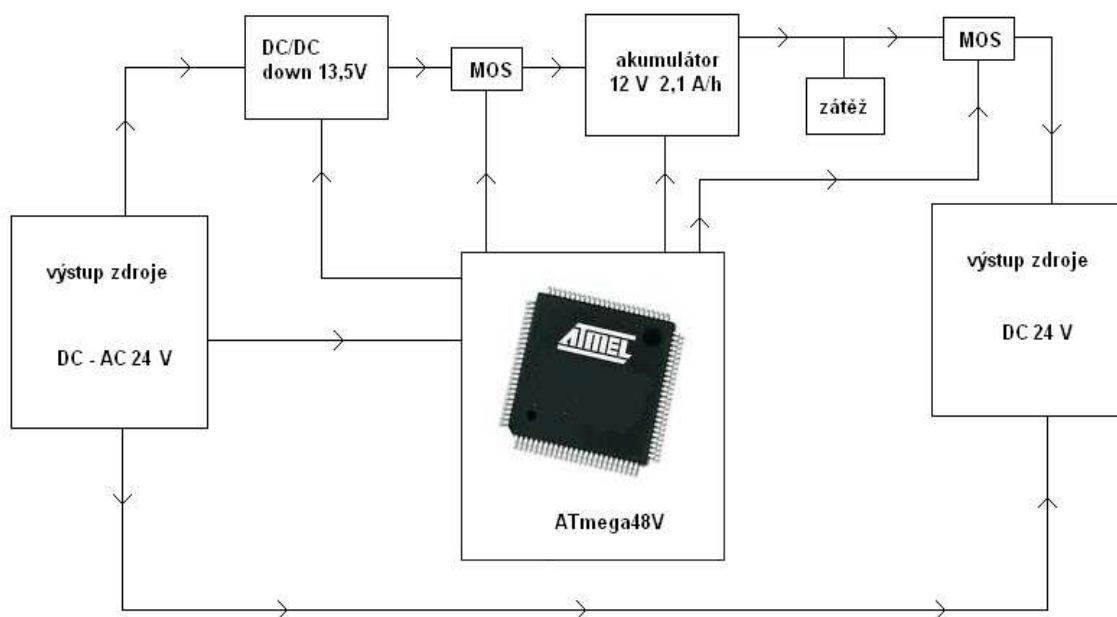 DC/DC
down 13,5V
MOS
akumulátor
12 V 2,1 A/h
MOS
zátěž
výstup zdroje
DC - AC 24 V
výstup zdroje
DC 24 V
ATMEL
ATmega48V